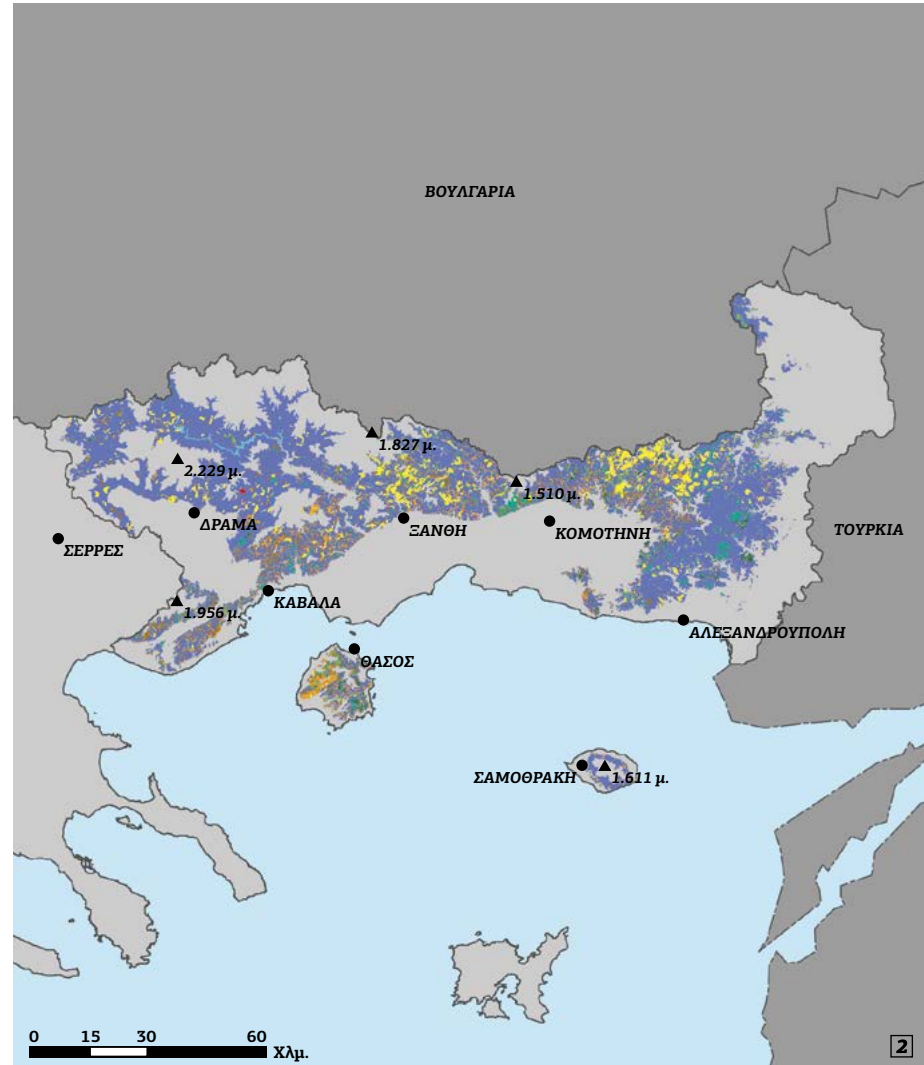 ΒΟΥΛΓΑΡΙΑ
1.827 μ.
2.229 μ.
1.510 μ.
ΔΡΑΜΑ
ΞΑΝΘΗ
ΚΟΜΟΤΗΝΗ
ΤΟΥΡΚΙΑ
ΣΕΡΡΕΣ
ΚΑΒΑΛΑ
1.956 μ.
ΑΛΕΞΑΝΔΡΟΥΠΟΛΗ
ΘΑΣΟΣ
ΣΑΜΟΘΡΑΚΗ
1.611 μ.
0 15 30 60
Χλμ.
2